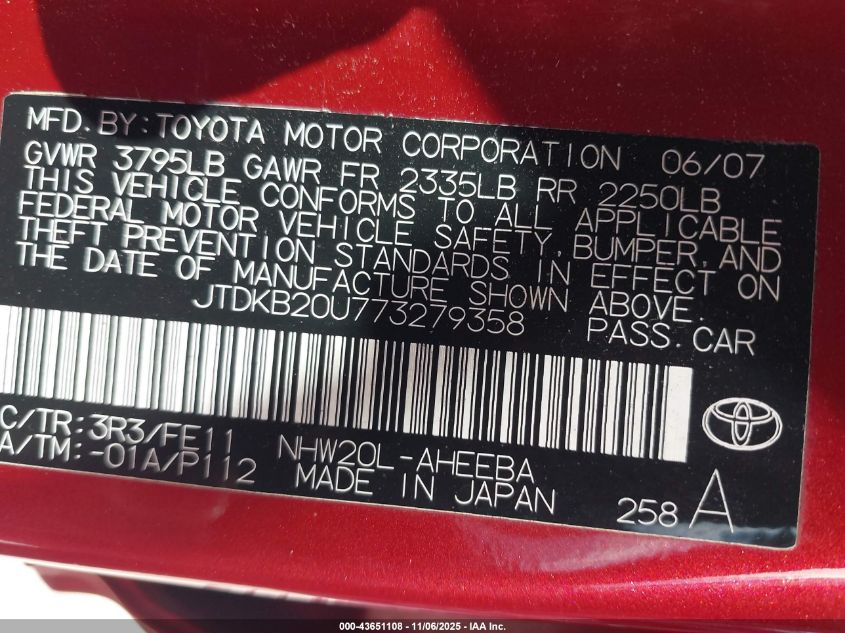 MFD. BY: TOYOTA MOTOR CORPORATION 06/07
GVWR 3795LB GAWR FR 2335LB RR 2250LB
THIS VEHICLE CONFORMS TO ALL APPLICABLE
FEDERAL MOTOR VEHICLE SAFETY, BUMPER, AND
THEFT PREVENTION STANDARDS IN EFFECT ON
THE DATE OF MANUFACTURE SHOWN ABOVE.
JTDKB20U773279358 PASS. CAR
C/TR: 3R3/FE11 NHW20L-AHEEBA
A/TM: -01A/P112 MADE IN JAPAN 258 A
000-43651108 - 11/06/2025 - IAA Inc.